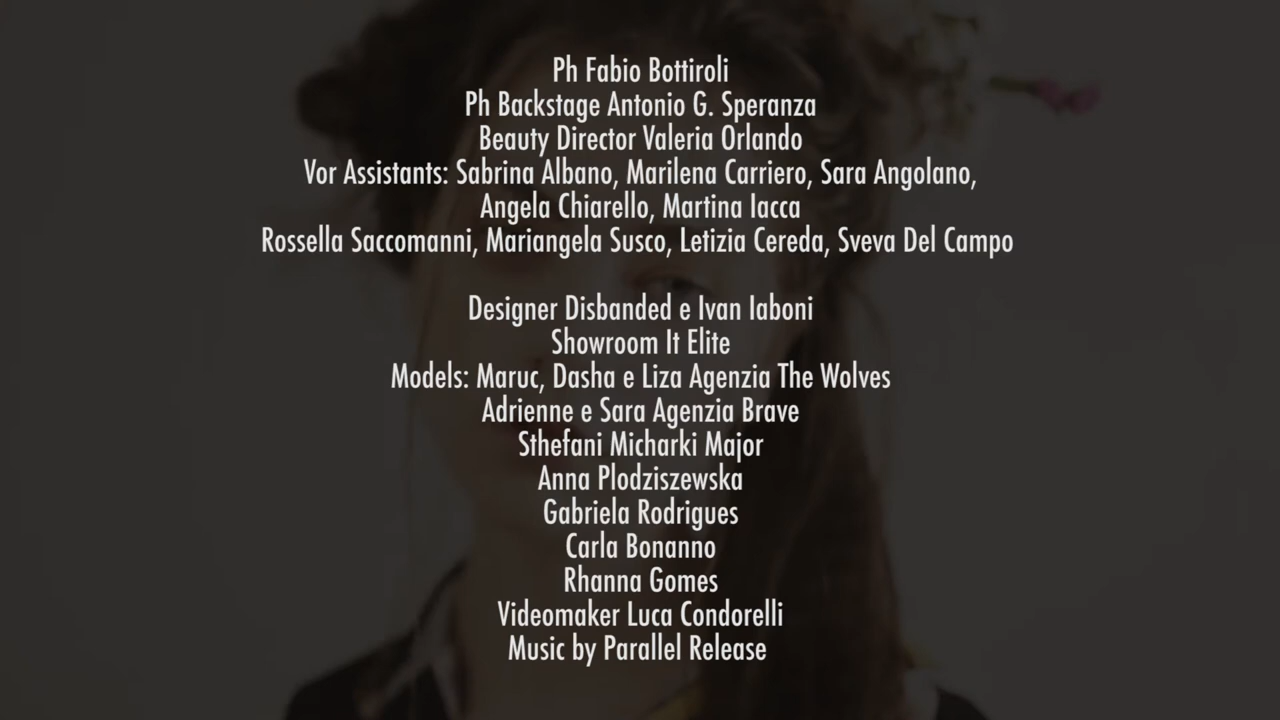 Ph Fabio Bottiroli
Ph Backstage Antonio G. Speranza
Beauty Director Valeria Orlando
Vor Assistants: Sabrina Albano, Marilena Carriero, Sara Angolano,
Angela Chiarello, Martina Iacca
Rossella Saccomanni, Mariangela Susco, Letizia Cereda, Sveva Del Campo
Designer Disbanded e Ivan Iaboni
Showroom It Elite
Models: Maruc, Dasha e Liza Agenzia The Wolves
Adrienne e Sara Agenzia Brave
Sthefani Micharki Major
Anna Plodziszewska
Gabriela Rodrigues
Carla Bonanno
Rhanna Gomes
Videomaker Luca Condorelli
Music by Parallel Release